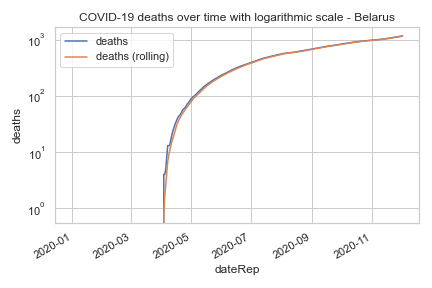 COVID-19 deaths over time with logarithmic scale - Belarus
deaths
deaths (rolling)
10³
10²
10¹
10⁰
deaths
2020-01 2020-03 2020-05 2020-07 2020-09 2020-11
dateRep